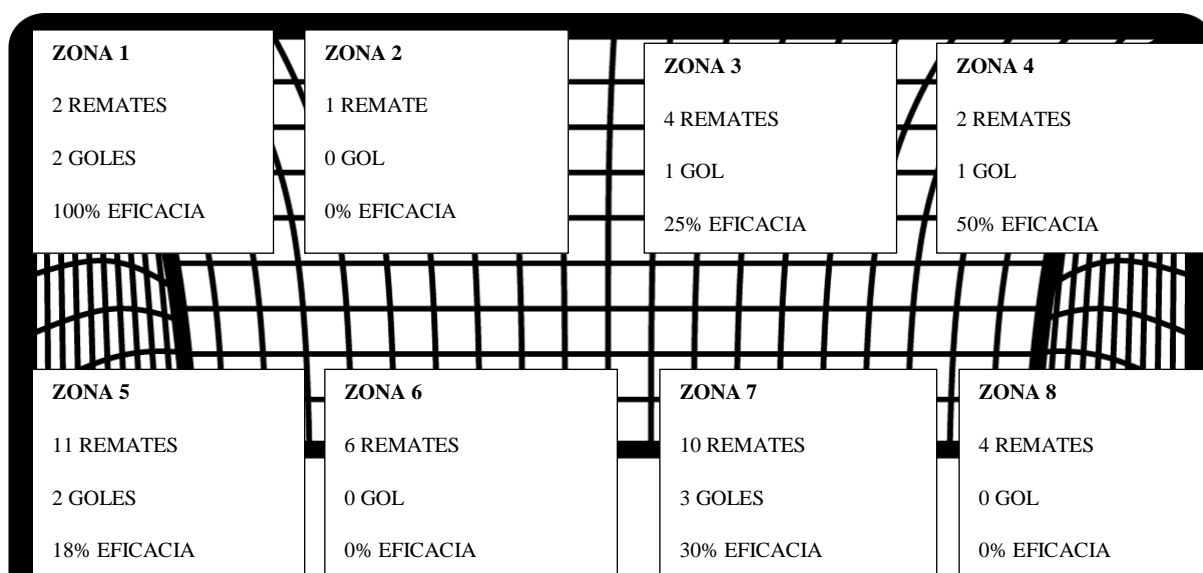 ZONA 1
2 REMATES
2 GOLES
100% EFICACIA
ZONA 2
1 REMATE
0 GOL
0% EFICACIA
ZONA 3
4 REMATES
1 GOL
25% EFICACIA
ZONA 4
2 REMATES
1 GOL
50% EFICACIA
ZONA 5
11 REMATES
2 GOLES
18% EFICACIA
ZONA 6
6 REMATES
0 GOL
0% EFICACIA
ZONA 7
10 REMATES
3 GOLES
30% EFICACIA
ZONA 8
4 REMATES
0 GOL
0% EFICACIA